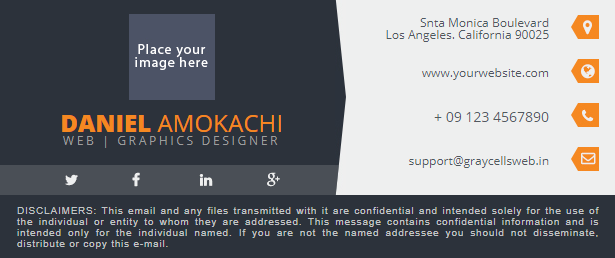 Place your
image here
DANIEL AMOKACHI
WEB | GRAPHICS DESIGNER
Snta Monica Boulevard
Los Angeles. California 90025
www.yourwebsite.com
+ 09 123 4567890
support@graycellsweb.in
DISCLAIMERS: This email and any files transmitted with it are confidential and intended solely for the use of
the individual or entity to whom they are addressed. This message contains confidential information and is
intended only for the individual named. If you are not the named addressee you should not disseminate,
distribute or copy this e-mail.